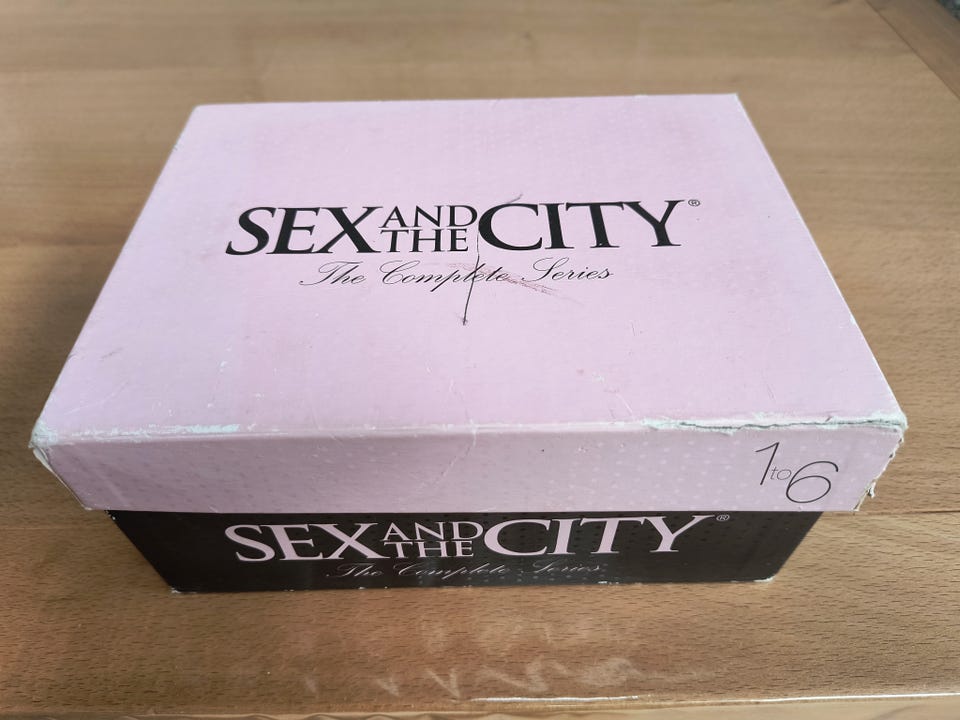 SEX AND THE CITY®
The Complete Series
1 to 6
SEX AND THE CITY®
The Complete Series